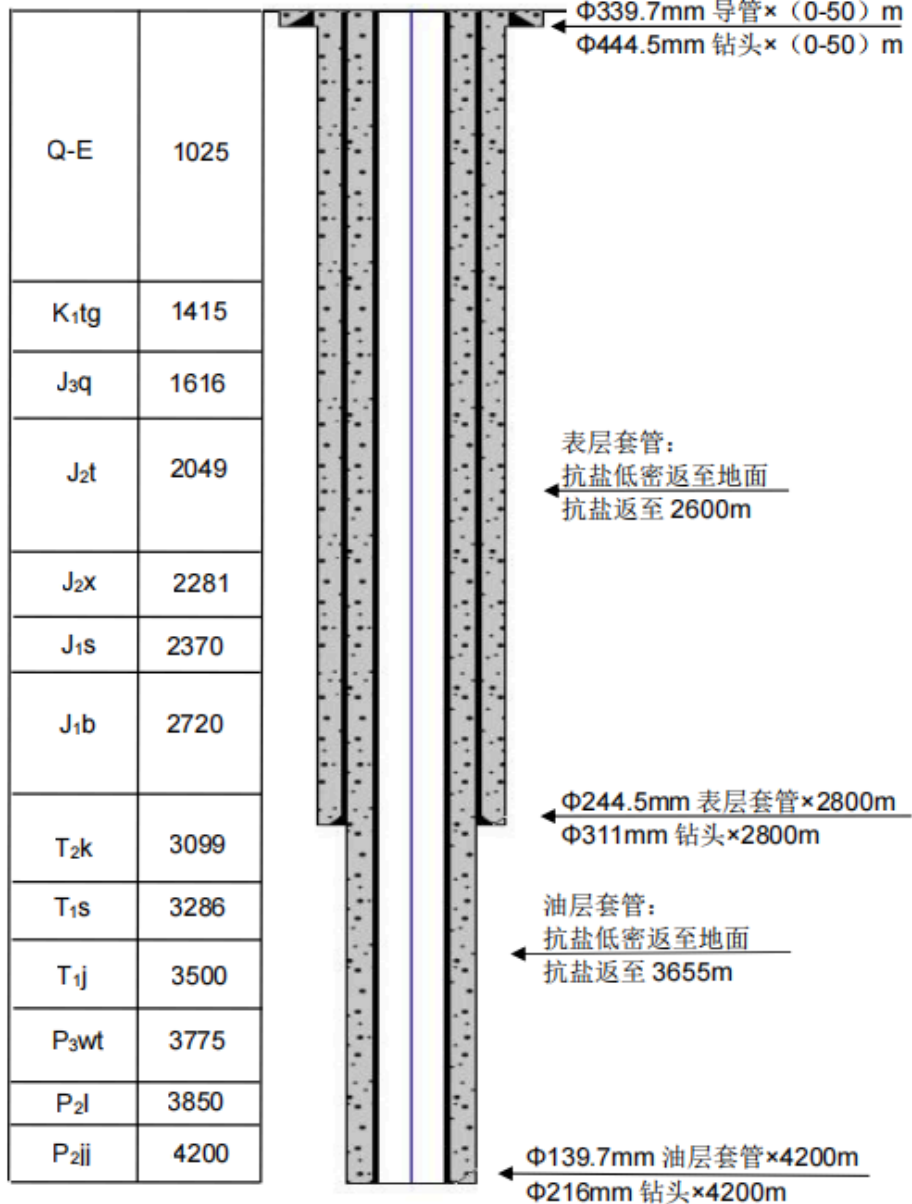 Φ339.7mm 导管×（0-50）m
Φ444.5mm 钻头×（0-50）m
Q-E 1025
K₁tg 1415
J₃q 1616
J₂t 2049
表层套管：
抗盐低密返至地面
抗盐返至 2600m
J₂x 2281
J₁s 2370
J₁b 2720
Φ244.5mm 表层套管×2800m
Φ311mm 钻头×2800m
T₂k 3099
T₁s 3286
油层套管：
抗盐低密返至地面
抗盐返至 3655m
T₁j 3500
P₃wt 3775
P₂l 3850
P₂jj 4200
Φ139.7mm 油层套管×4200m
Φ216mm 钻头×4200m